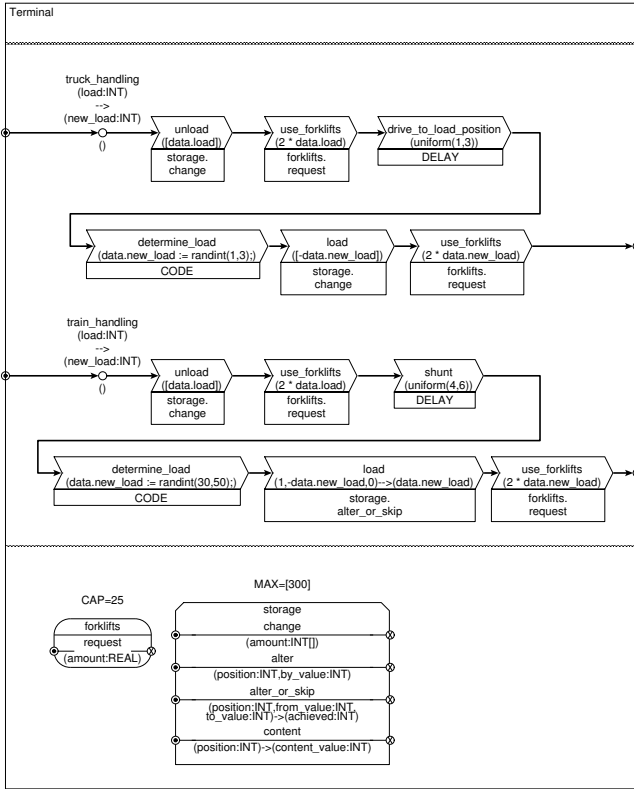 Terminal
truck_handling
(load:INT)
-->
(new_load:INT)
()
unload
([data.load])
storage.
change
use_forklifts
(2 * data.load)
forklifts.
request
drive_to_load_position
(uniform(1,3))
DELAY
determine_load
(data.new_load := randint(1,3);)
CODE
load
([-data.new_load])
storage.
change
use_forklifts
(2 * data.new_load)
forklifts.
request
train_handling
(load:INT)
-->
(new_load:INT)
()
unload
([data.load])
storage.
change
use_forklifts
(2 * data.load)
forklifts.
request
shunt
(uniform(4,6))
DELAY
determine_load
(data.new_load := randint(30,50);)
CODE
load
(1,-data.new_load,0)-->(data.new_load)
storage.
alter_or_skip
use_forklifts
(2 * data.new_load)
forklifts.
request
CAP=25
forklifts
request
(amount:REAL)
MAX=[300]
storage
change
(amount:INT[])
alter
(position:INT,by_value:INT)
alter_or_skip
(position:INT,from_value:INT,
to_value:INT)->(achieved:INT)
content
(position:INT)->(content_value:INT)